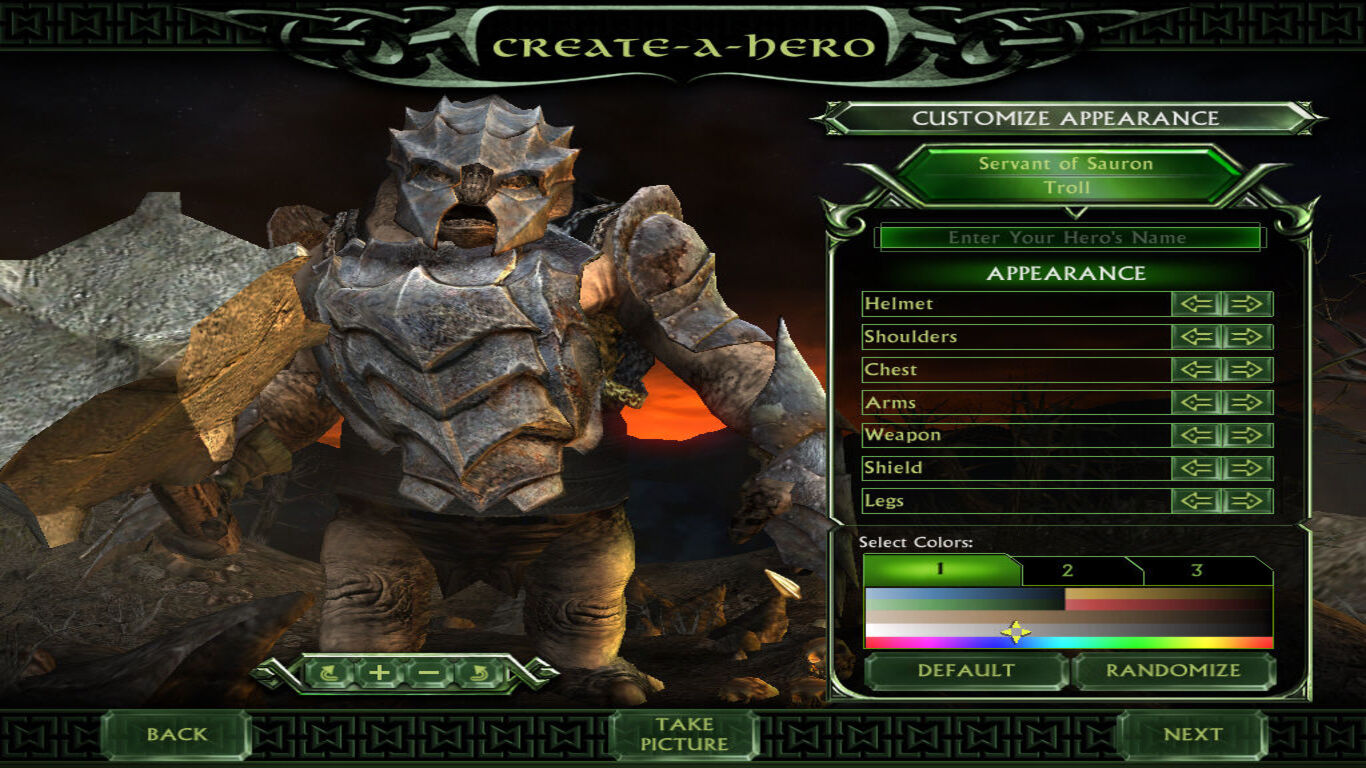 CREATE-A-HERO
CUSTOMIZE APPEARANCE
Servant of Sauron
Troll
Enter Your Hero's Name
APPEARANCE
Helmet
Shoulders
Chest
Arms
Weapon
Shield
Legs
Select Colors:
1 2 3
DEFAULT RANDOMIZE
BACK
TAKE
PICTURE
NEXT